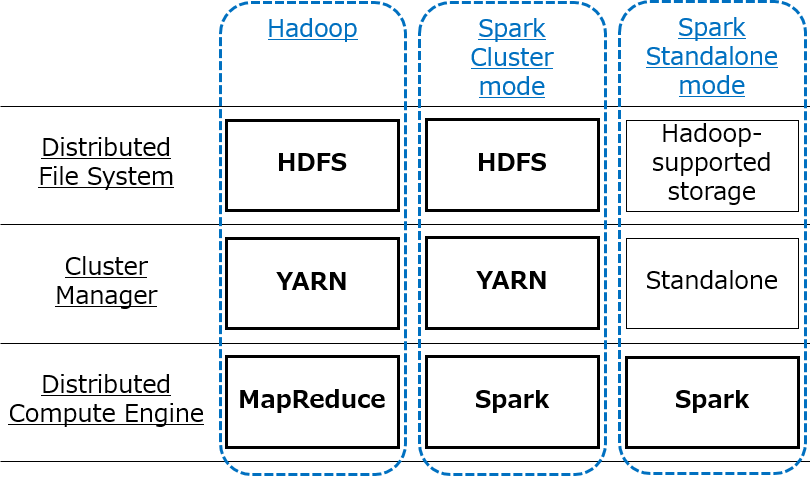 Hadoop
Spark
Cluster
mode
Spark
Standalone
mode
Distributed
File System
HDFS
HDFS
Hadoop-
supported
storage
Cluster
Manager
YARN
YARN
Standalone
Distributed
Compute Engine
MapReduce
Spark
Spark